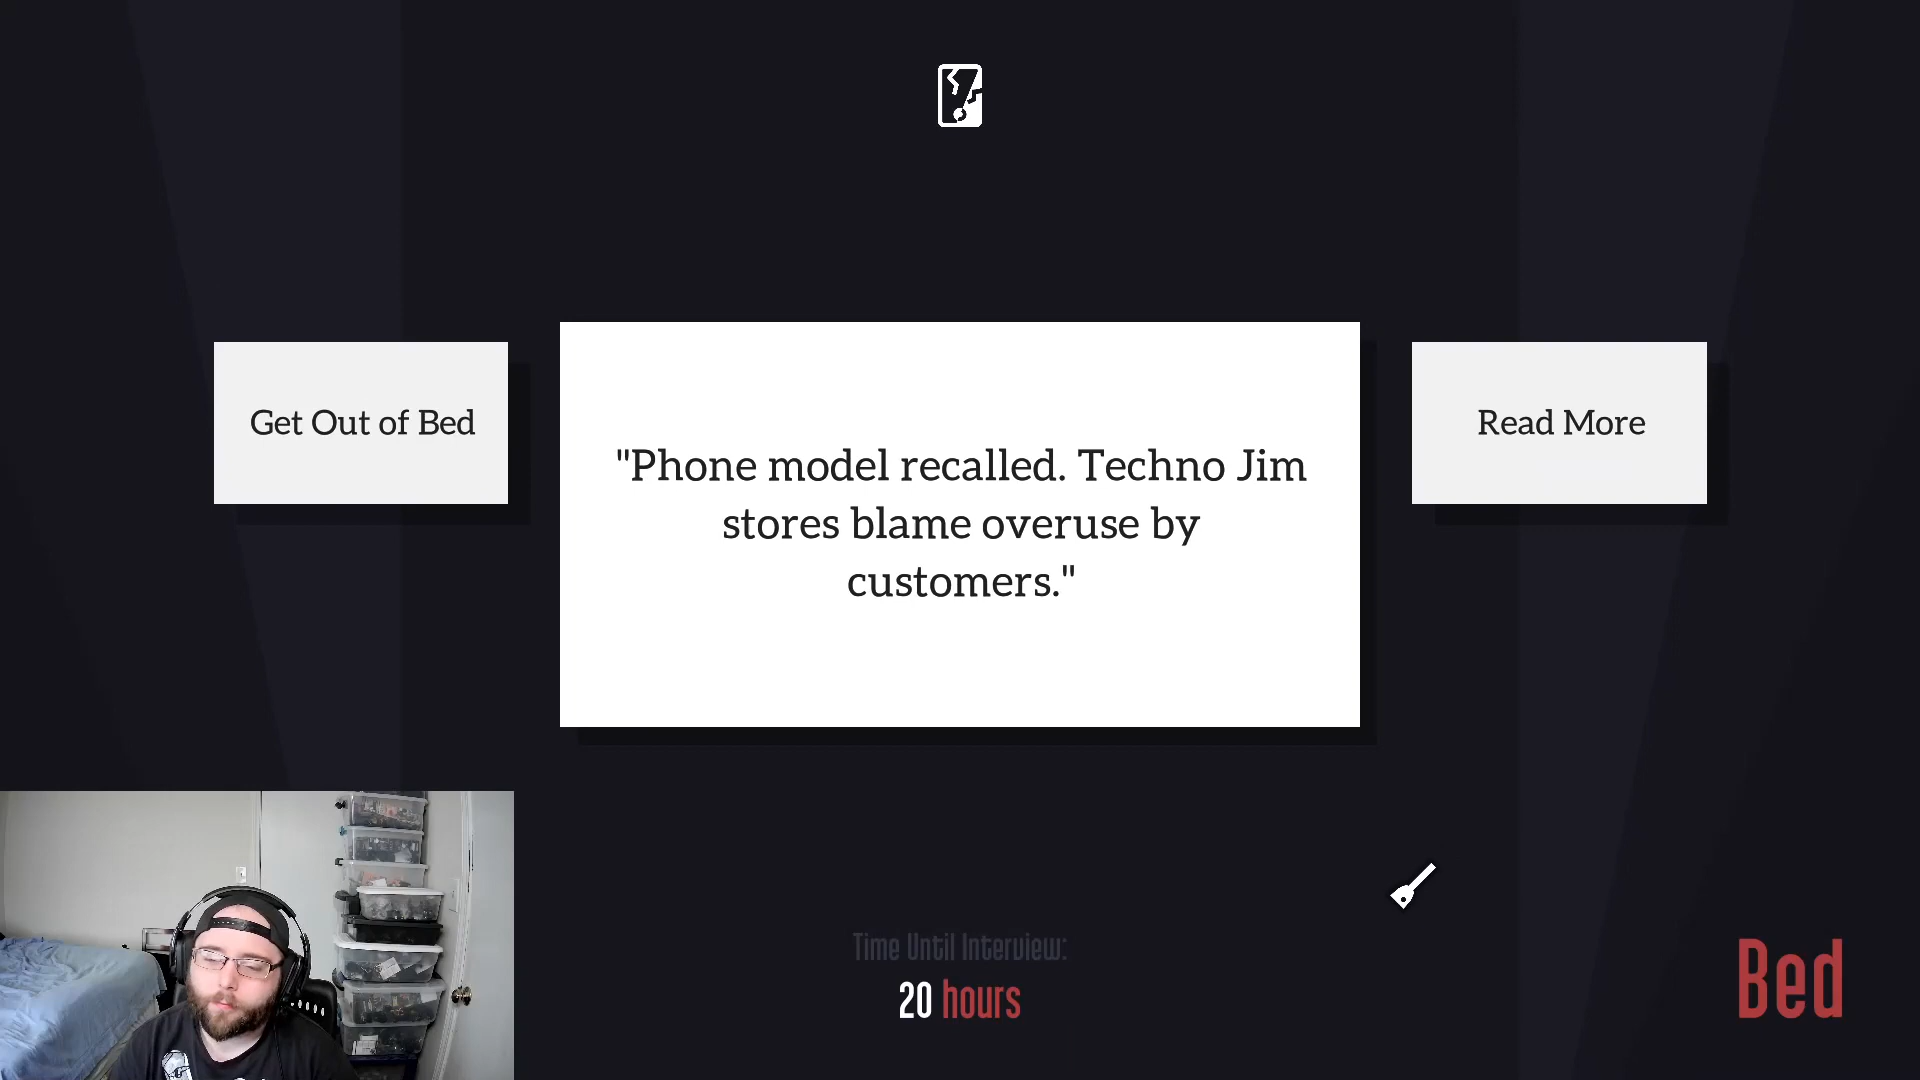 Get Out of Bed
"Phone model recalled. Techno Jim
stores blame overuse by
customers."
Read More
Time Until Interview:
20 hours
Bed